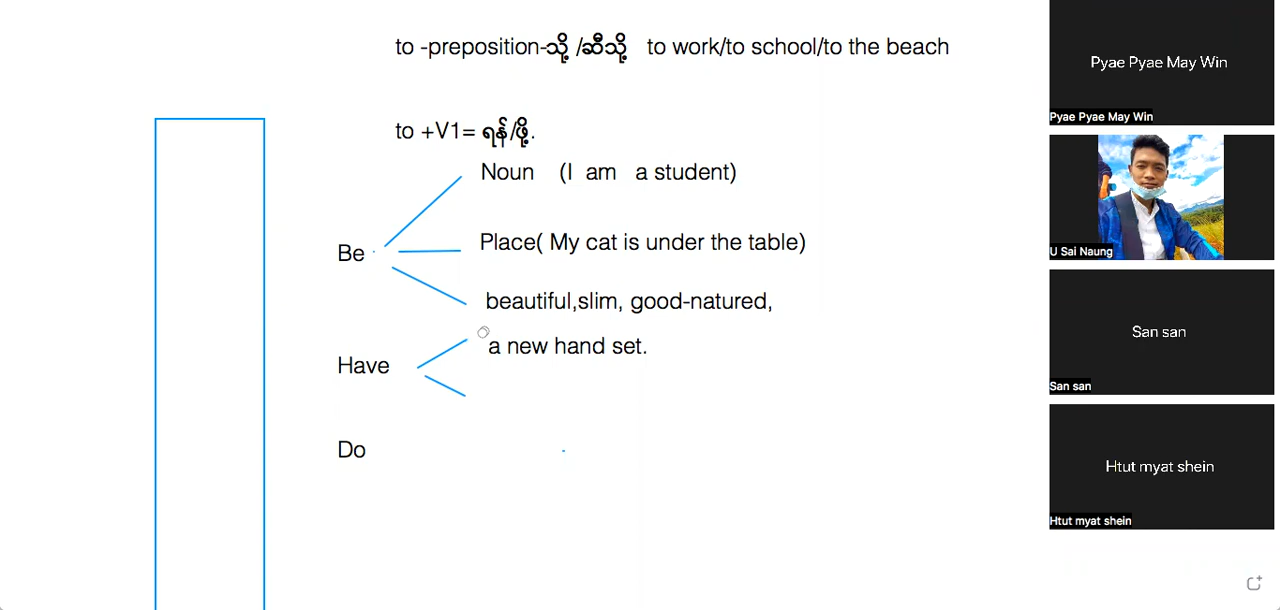 to -preposition-သို့ /ဆီသို့ to work/to school/to the beach
to +V1= ရန်/ဖို့.
Noun (I am a student)
Be
Place( My cat is under the table)
beautiful,slim, good-natured,
a new hand set.
Have
Do
Pyae Pyae May Win
Pyae Pyae May Win
U Sai Naung
San san
San san
Htut myat shein
Htut myat shein